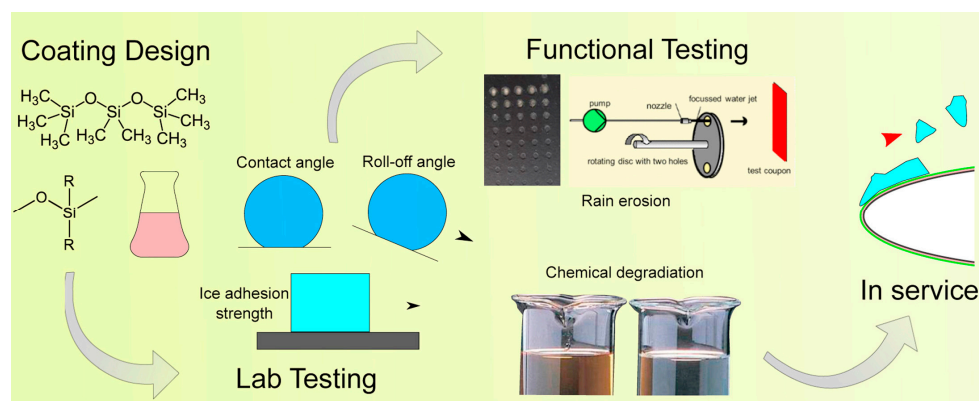 Coating Design
H3C Si O Si O Si CH3
H3C H3C CH3 CH3 CH3 CH3
R
O Si
R
Contact angle
Roll-off angle
Ice adhesion
strength
Lab Testing
Functional Testing
pump
nozzle
focussed water jet
rotating disc with two holes
test coupon
Rain erosion
Chemical degradation
In service